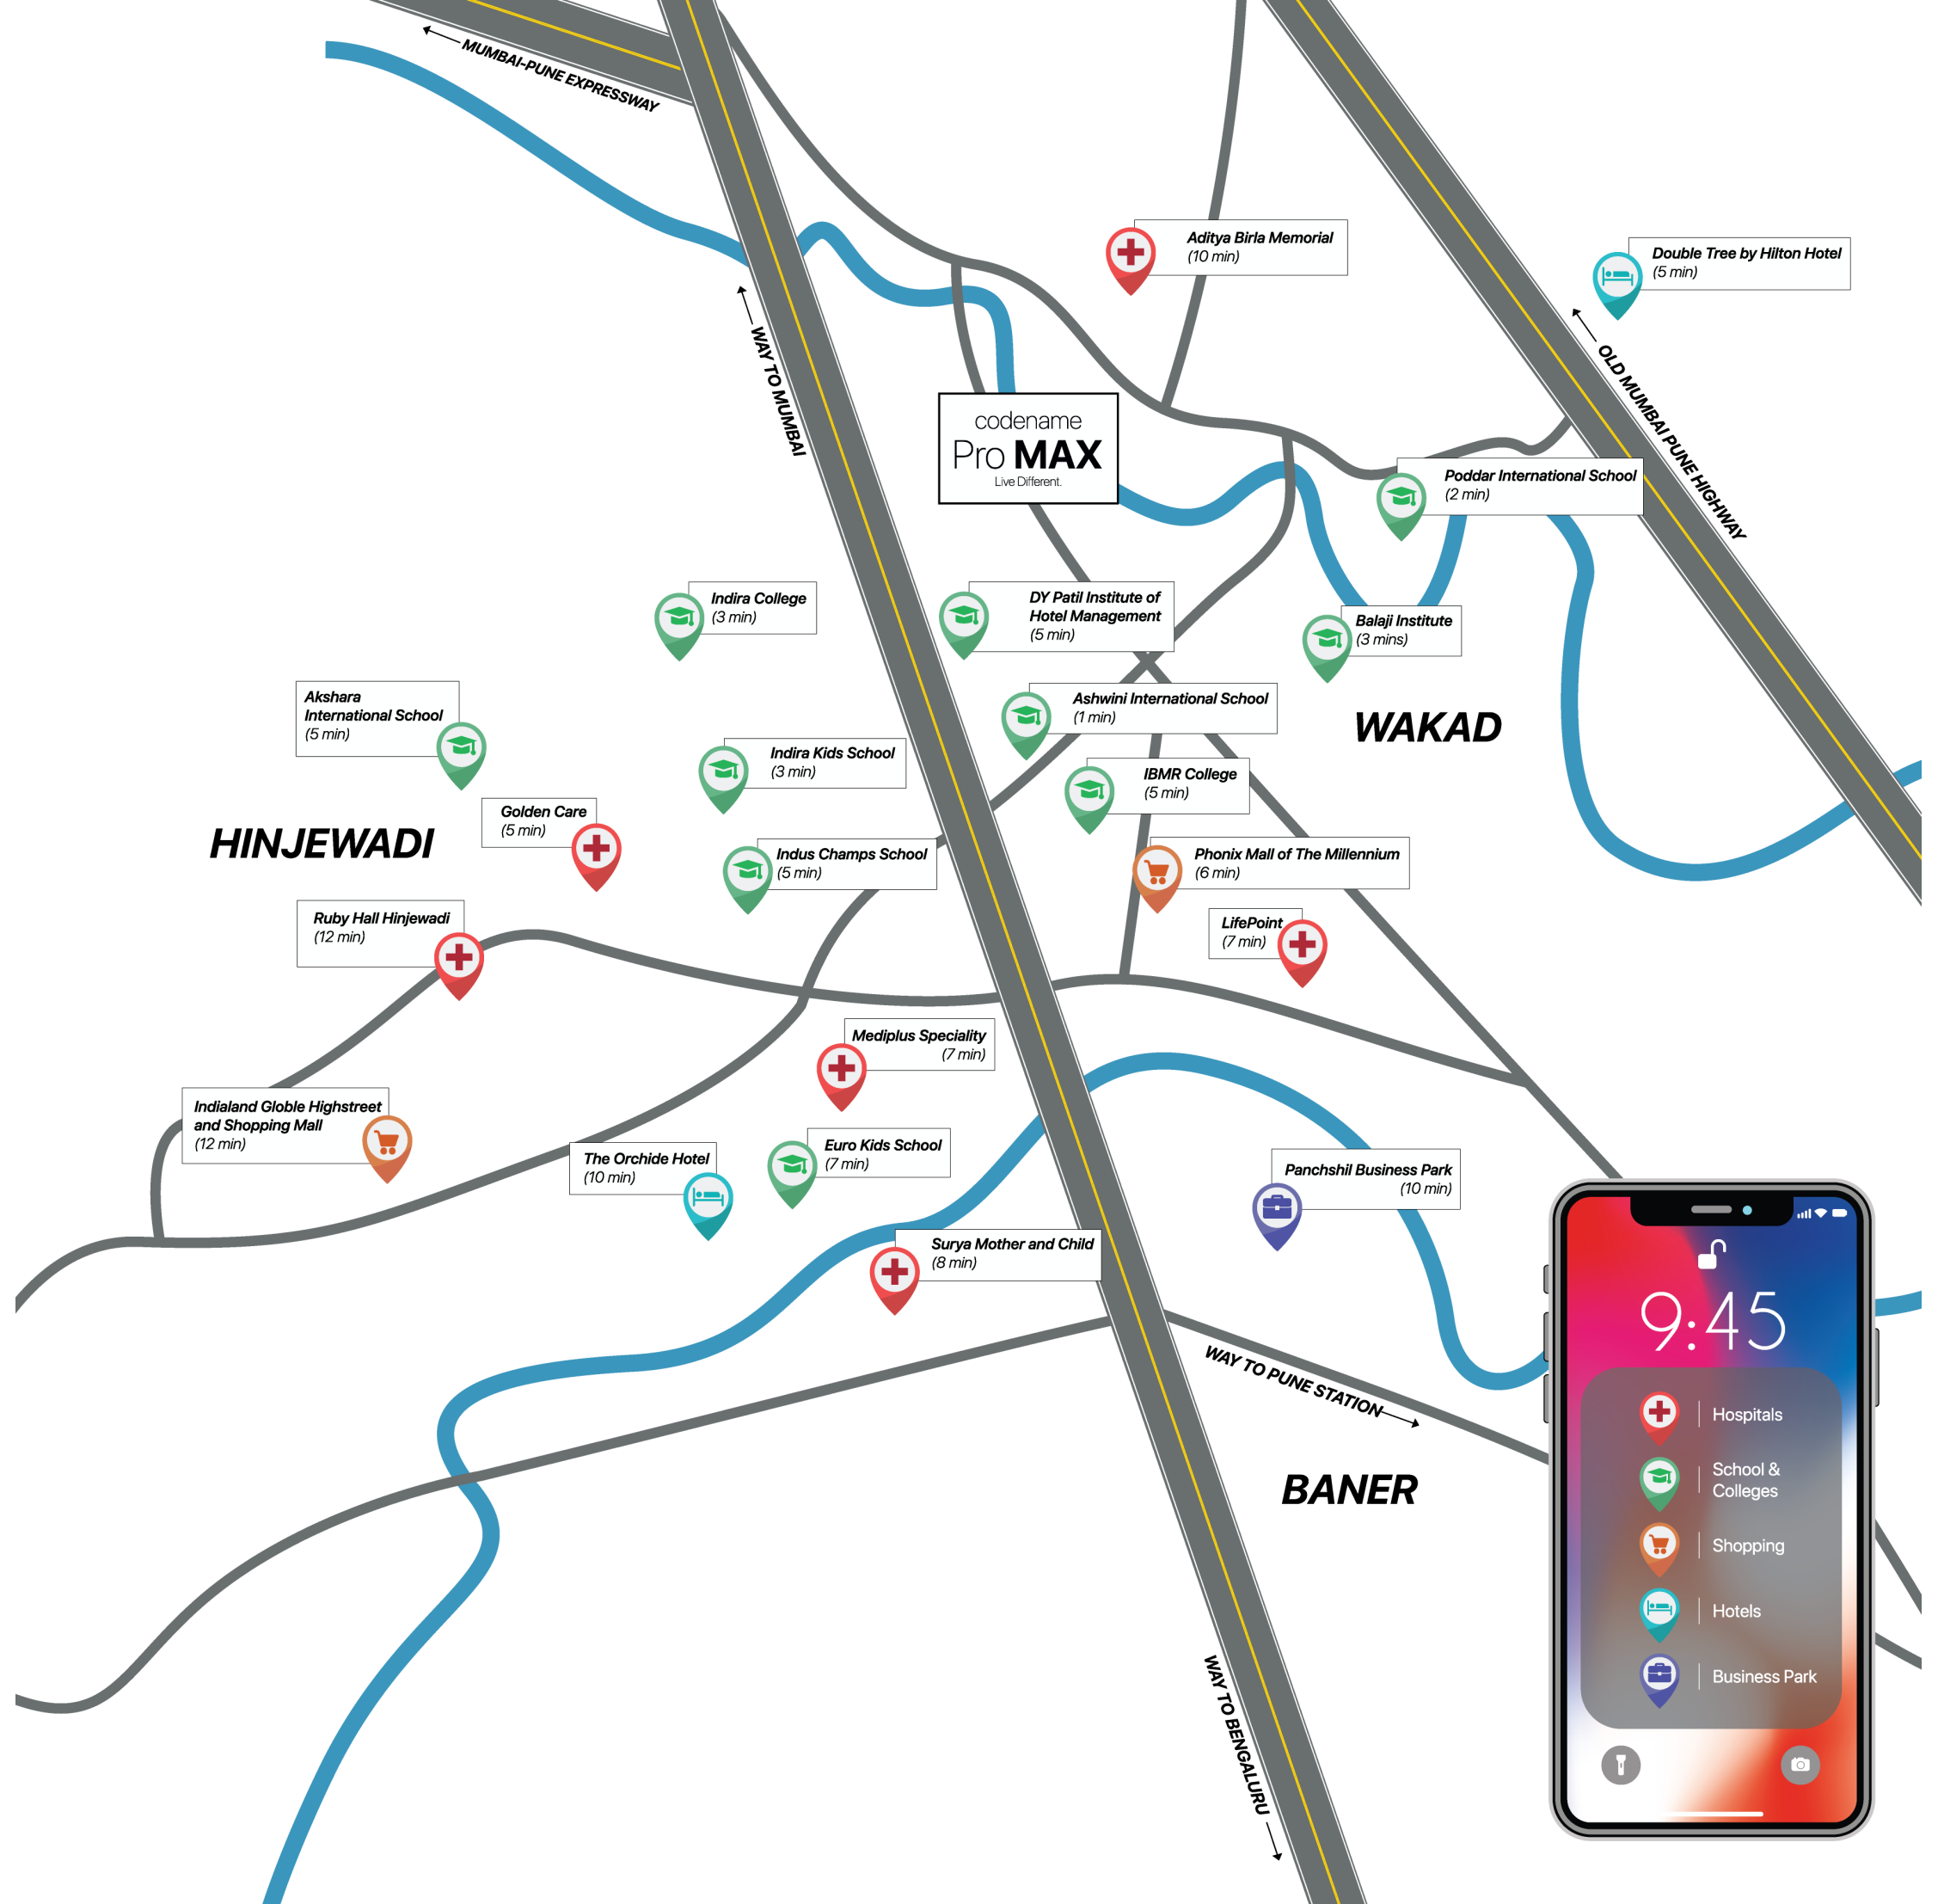 MUMBAI-PUNE EXPRESSWAY
Aditya Birla Memorial
(10 min)
Double Tree by Hilton Hotel
(5 min)
WAY TO MUMBAI
OLD MUMBAI PUNE HIGHWAY
codename
Pro MAX
Live Different.
Poddar International School
(2 min)
Indira College
(3 min)
DY Patil Institute of
Hotel Management
(5 min)
Balaji Institute
(3 mins)
Akshara
International School
(5 min)
Ashwini International School
(1 min)
WAKAD
Indira Kids School
(3 min)
IBMR College
(5 min)
Golden Care
(5 min)
HINJEWADI
Indus Champs School
(5 min)
Phonix Mall of The Millennium
(6 min)
Ruby Hall Hinjewadi
(12 min)
LifePoint
(7 min)
Mediplus Speciality
(7 min)
Indialand Globle Highstreet
and Shopping Mall
(12 min)
The Orchide Hotel
(10 min)
Euro Kids School
(7 min)
Panchshil Business Park
(10 min)
Surya Mother and Child
(8 min)
WAY TO PUNE STATION
BANER
WAY TO BENGALURU
9:45
Hospitals
School &
Colleges
Shopping
Hotels
Business Park